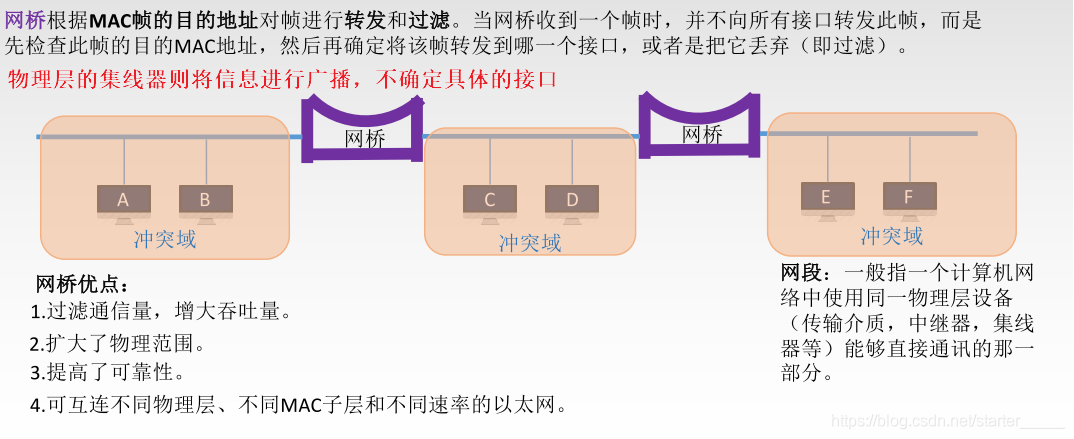 网桥根据MAC帧的目的地址对帧进行转发和过滤。当网桥收到一个帧时，并不向所有接口转发此帧，而是
先检查此帧的目的MAC地址，然后再确定将该帧转发到哪一个接口，或者是把它丢弃（即过滤）。
物理层的集线器则将信息进行广播，不确定具体的接口
网桥
网桥
A
B
C
D
E
F
冲突域
冲突域
冲突域
网桥优点：
1.过滤通信量，增大吞吐量。
2.扩大了物理范围。
3.提高了可靠性。
4.可互连不同物理层、不同MAC子层和不同速率的以太网。
网段：一般指一个计算机网
络中使用同一物理层设备
（传输介质，中继器，集线
器等）能够直接通讯的那一
部分。
https://blog.csdn.net/starter_____